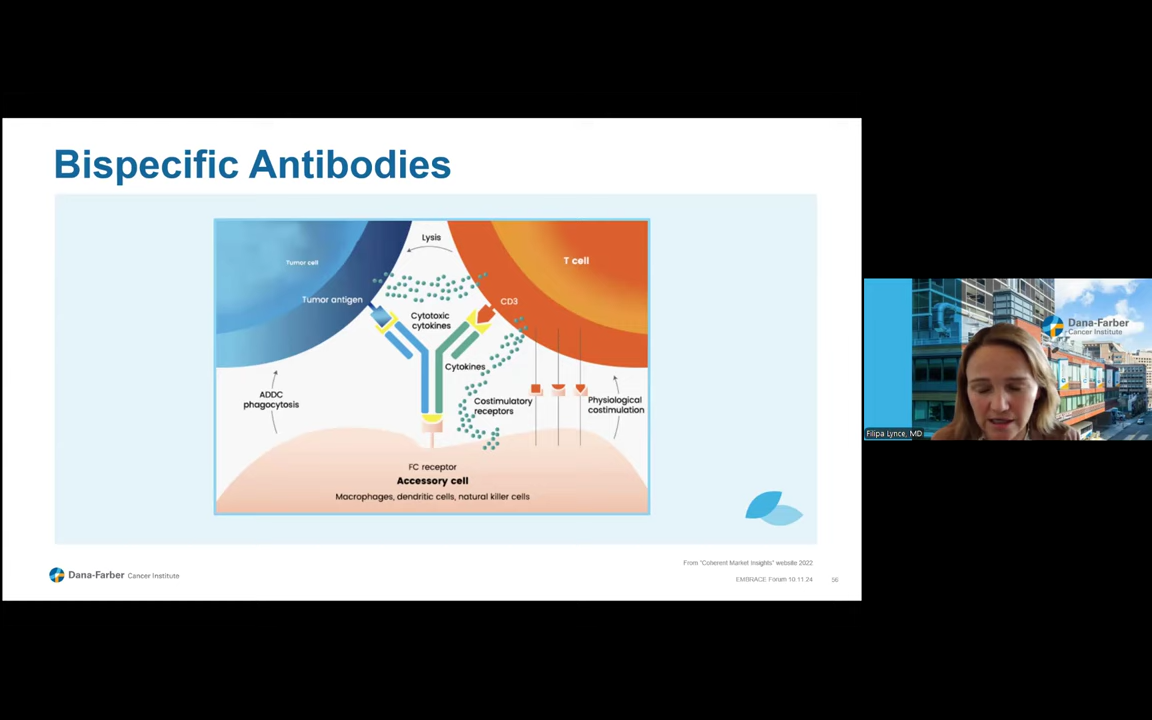 Bispecific Antibodies
Lysis
Tumor cell
T cell
Tumor antigen
CD3
Cytotoxic
cytokines
Cytokines
ADDC
phagocytosis
Costimulatory
receptors
Physiological
costimulation
FC receptor
Accessory cell
Macrophages, dendritic cells, natural killer cells
From "Coherent Market Insights" website 2022
Dana-Farber Cancer Institute
EMBRACE Forum 10.11.24
56
Dana-Farber
Cancer Institute
Filipa Lynce, MD